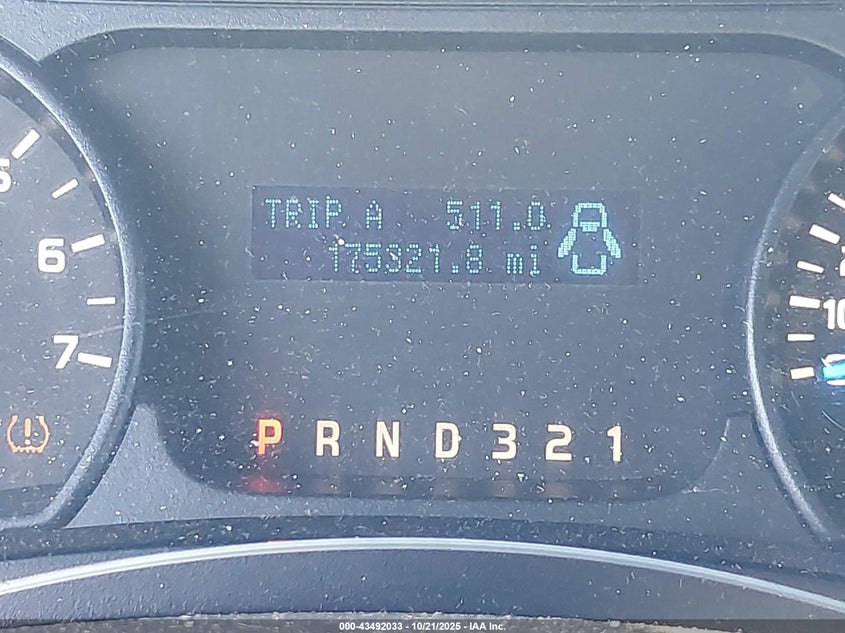 TRIP A 511.0
175321.8 mi
5
6
7
P R N D 3 2 1
10
000-43492033 - 10/21/2025 - IAA Inc.